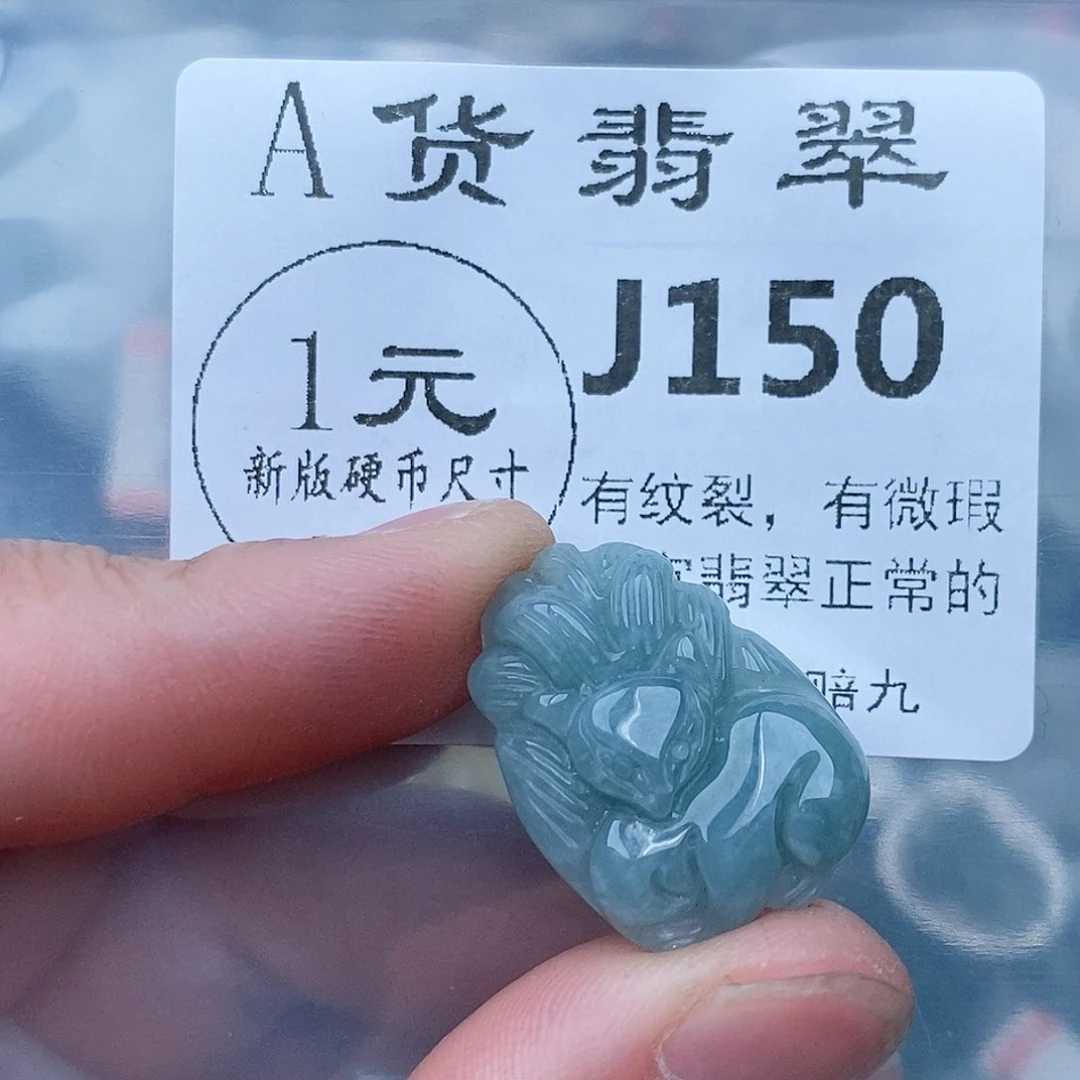 A货翡翠
1元
新版硬币尺寸
J150
有纹裂，有微瑕
翡翠正常的
赔九